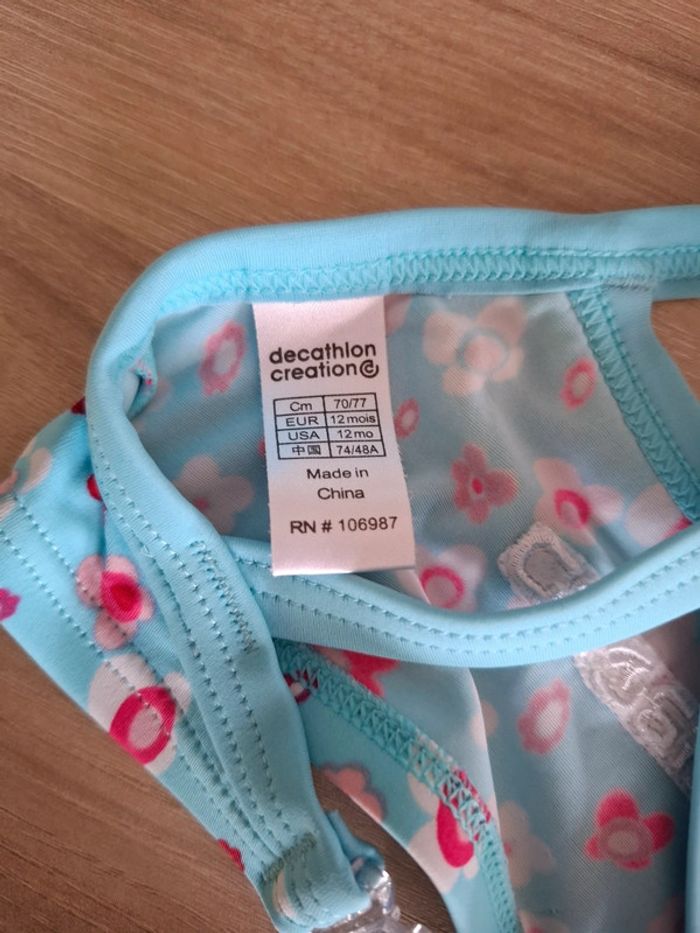 decathlon
creation
Cm 70/77
EUR 12 mois
USA 12 mo
中国 74/48A
Made in
China
RN # 106987